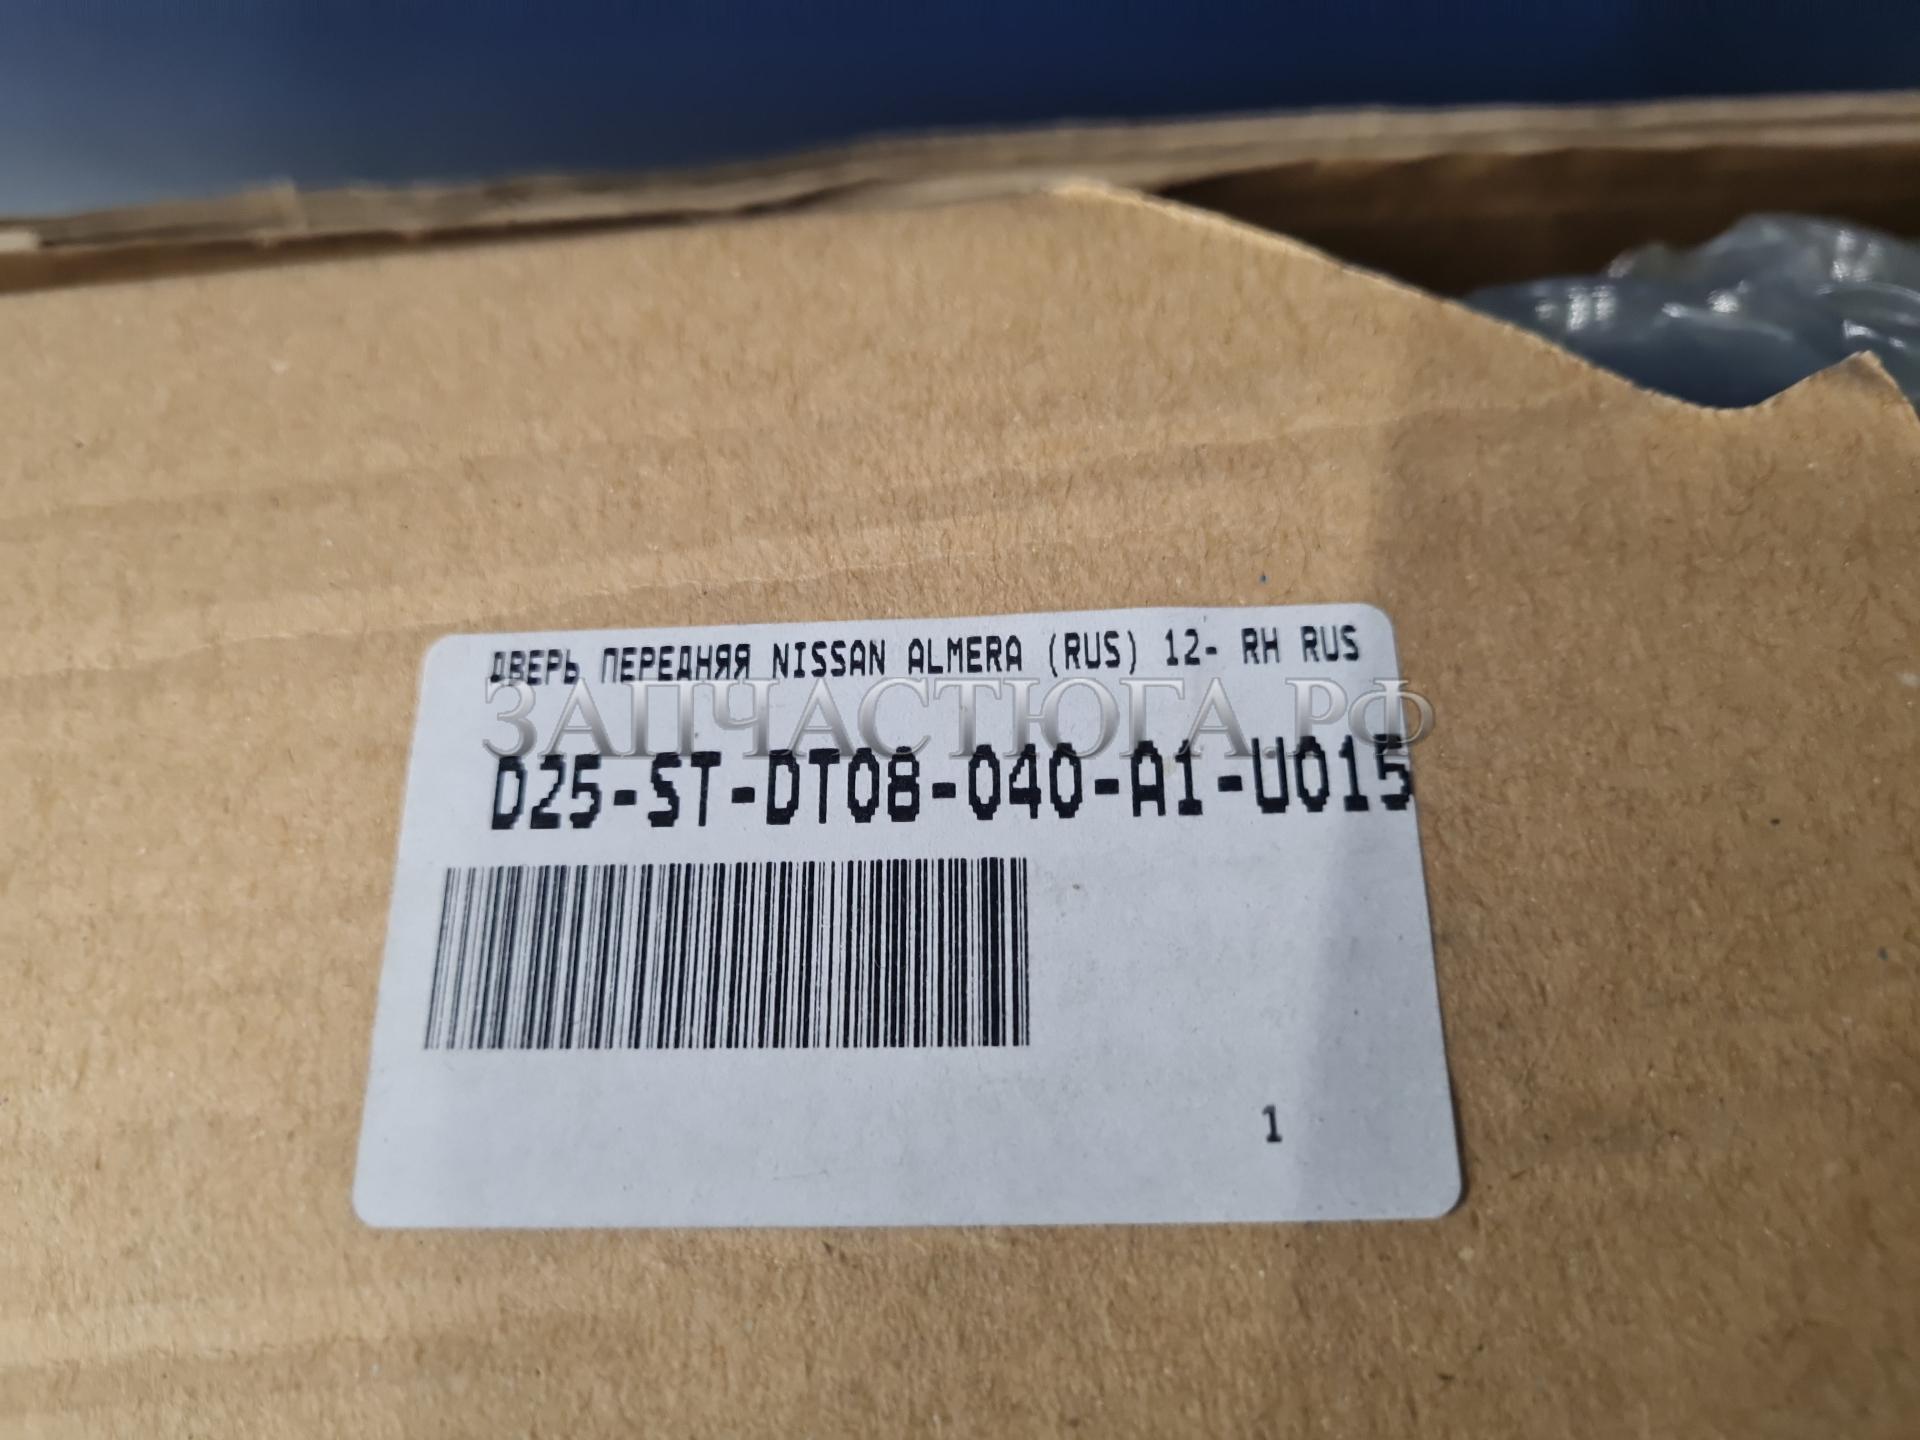 ДВЕРЬ ПЕРЕДНЯЯ NISSAN ALMERA (RUS) 12- RH RUS
ЗАПЧАСТЮГА.РФ
D25-ST-DT08-040-A1-U015
1